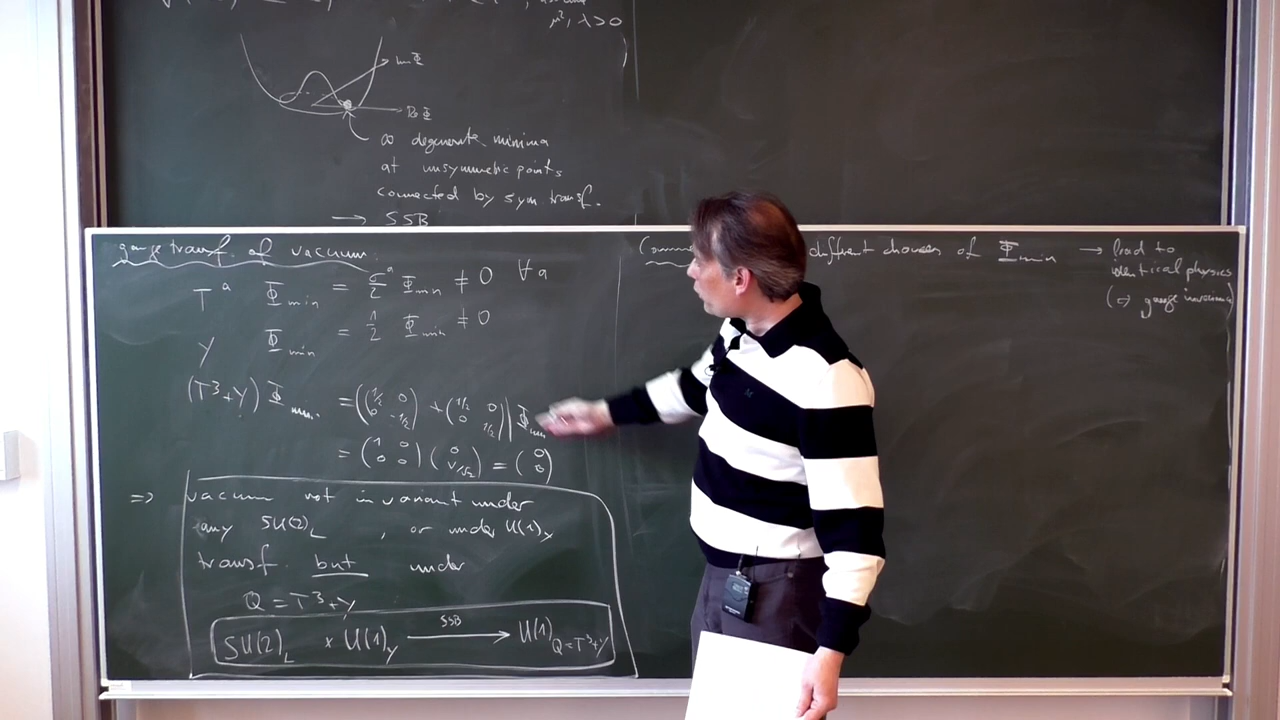 μ², λ>0
Im Φ
Re Φ
∞ degenerate minima
at unsymmetric points
connected by sym. transf.
→ SSB
gauge transf. of vacuum
T^a Φ_min = σ^a/2 Φ_min ≠ 0 ∀a
Y Φ_min = 1/2 Φ_min ≠ 0
(T³+Y) Φ_min. = [(1/2 0; 0 -1/2) + (1/2 0; 0 1/2)] Φ_min
= (1 0; 0 0) (0; v/√2) = (0; 0)
⇒ vacuum not invariant under
any SU(2)_L , or under U(1)_Y
transf. but under
Q = T³+Y
SU(2)_L × U(1)_Y —SSB→ U(1)_{Q=T³+Y}
different choices of Φ_min → lead to
identical physics
(⇒ gauge invariance)